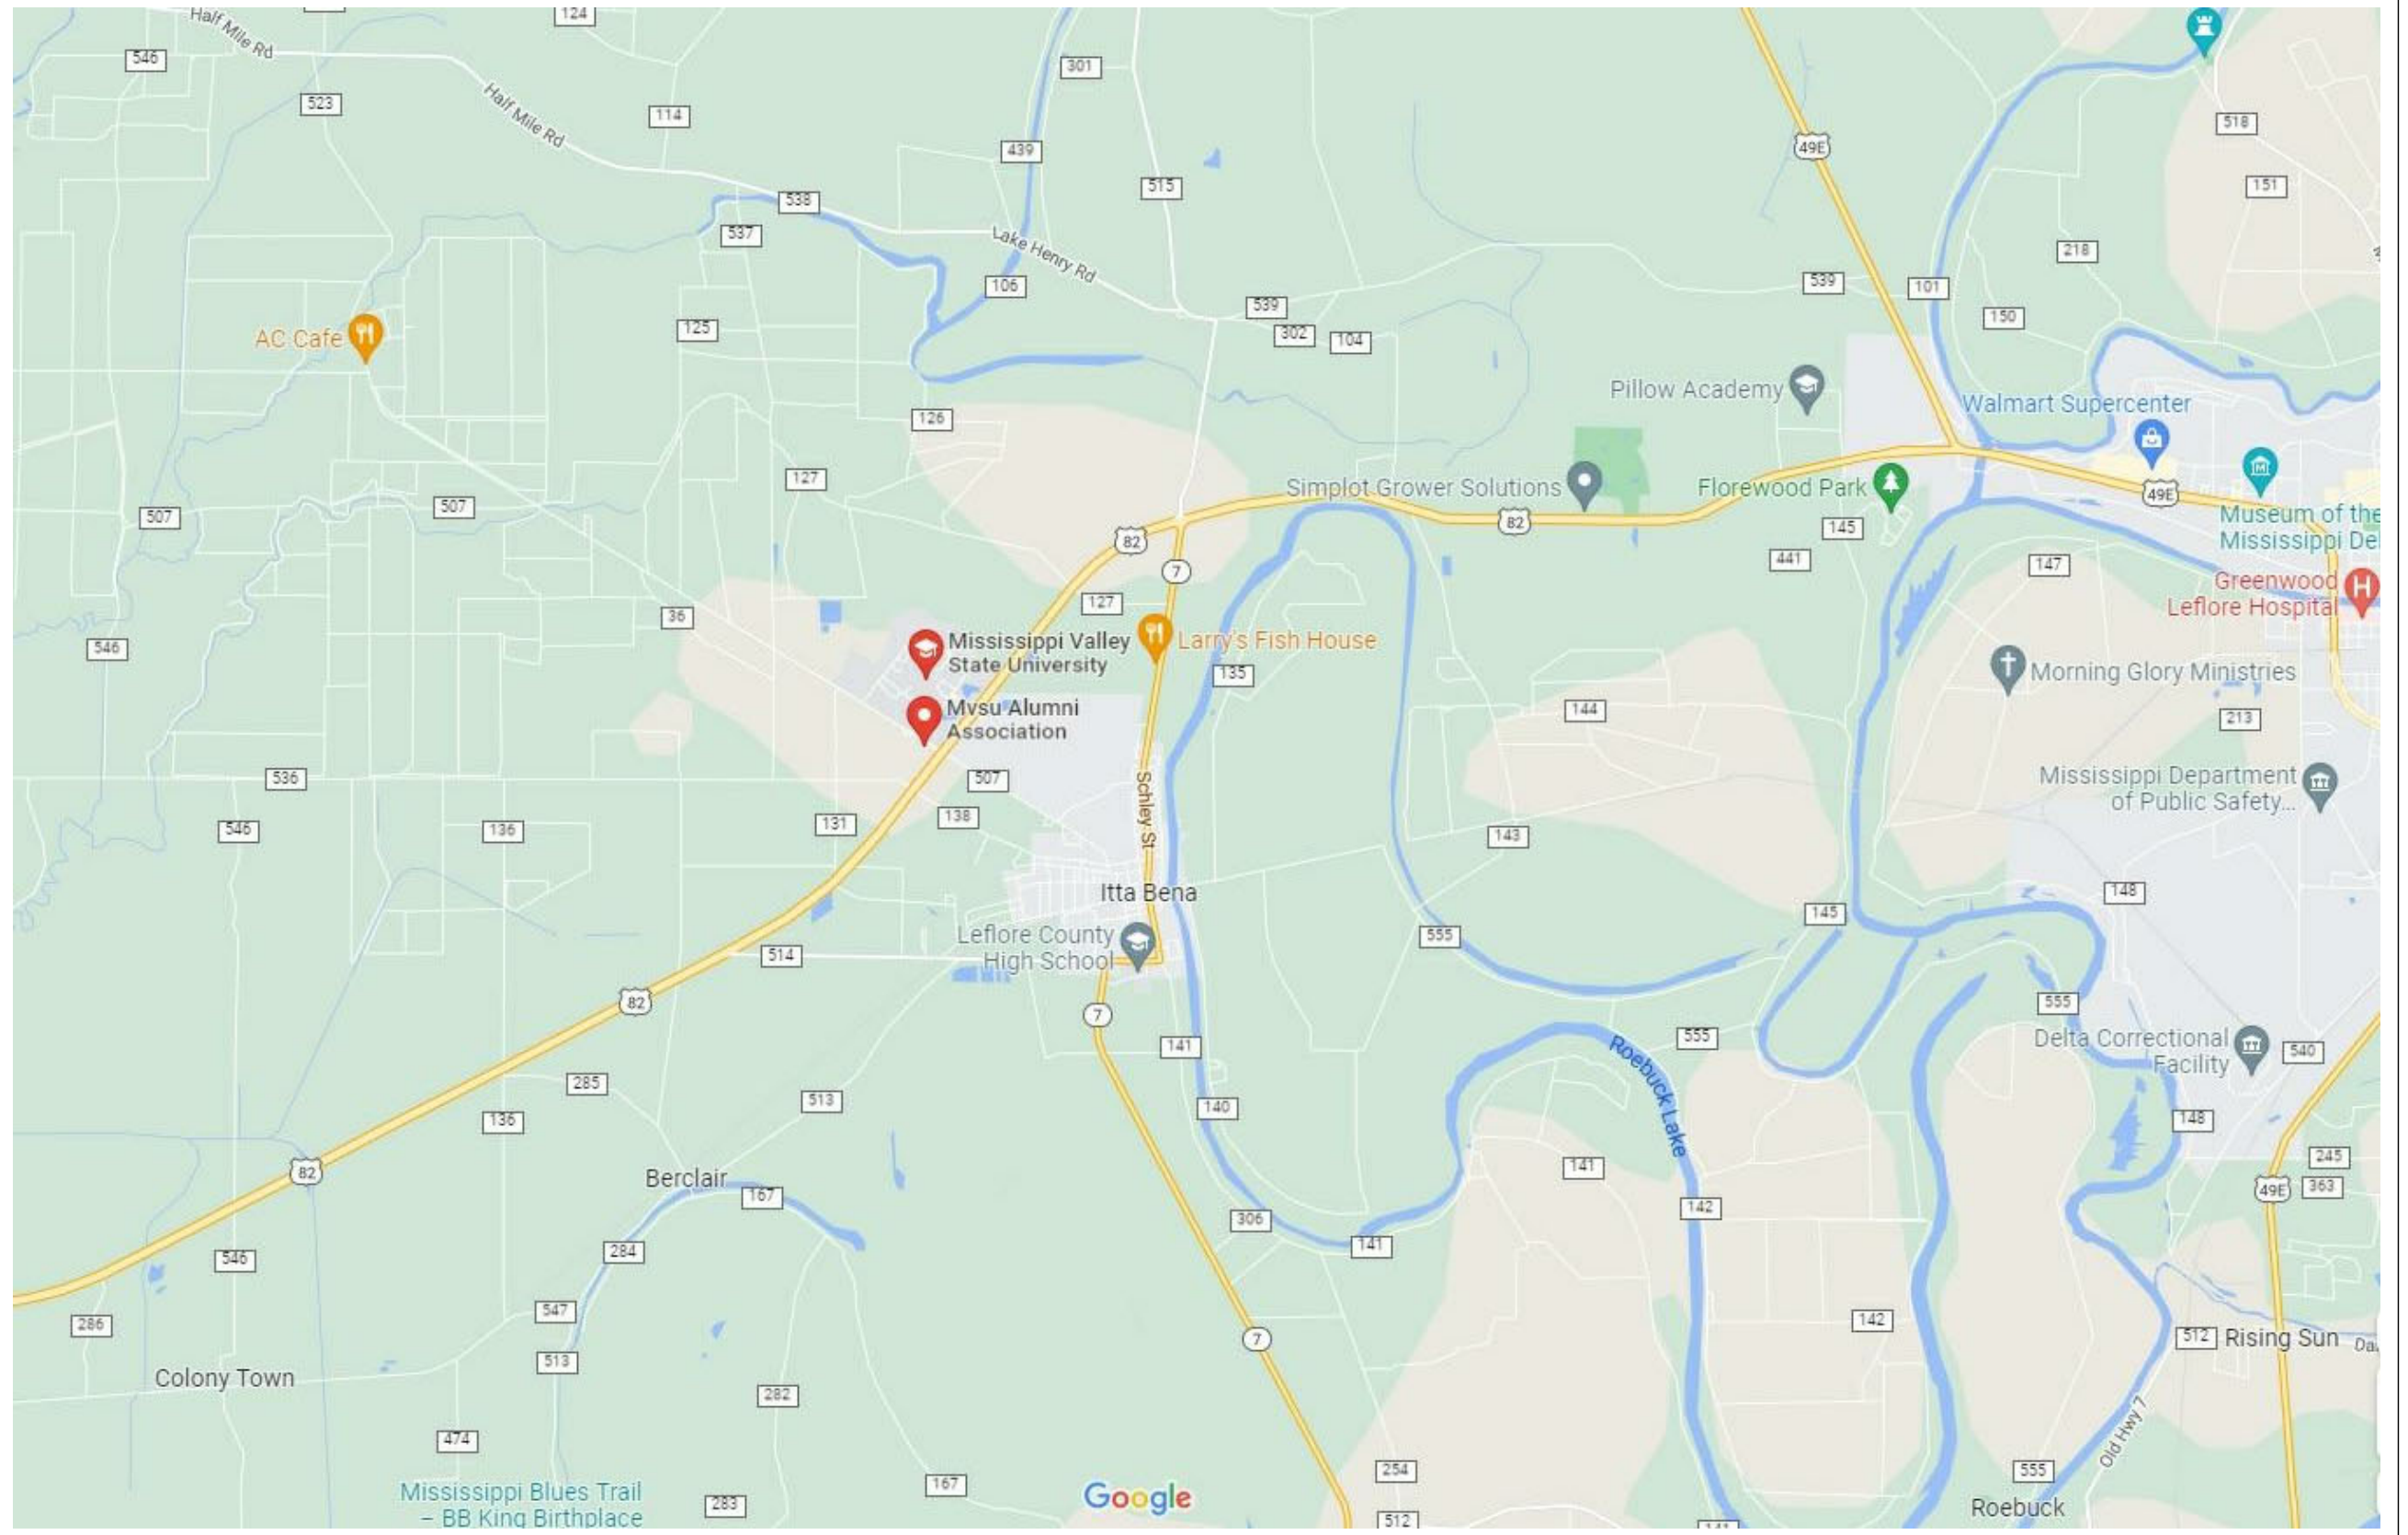 124
Half Mile Rd
546
301
523
Half Mile Rd
114
49E
518
439
515
151
538
537
Lake Henry Rd
218
106
539
101
539
150
125
302
104
AC Cafe
Pillow Academy
Walmart Supercenter
126
127
Simplot Grower Solutions
Florewood Park
49E
507
507
82
145
Museum of the
Mississippi De
82
441
147
7
Greenwood
Leflore Hospital
127
36
Mississippi Valley
State University
Larry's Fish House
546
135
Morning Glory Ministries
Mvsu Alumni
Association
144
213
536
507
Schley St
Mississippi Department
of Public Safety...
546
136
131
138
143
Itta Bena
148
145
Leflore County
High School
555
514
82
555
7
Roebuck Lake
555
Delta Correctional
Facility
540
141
285
513
140
136
148
82
Berclair
141
245
167
142
49E
363
306
141
284
546
547
142
286
7
512
Rising Sun
Da
513
Colony Town
282
Old Hwy 7
474
254
555
167
Mississippi Blues Trail
– BB King Birthplace
283
Google
Roebuck
512
141